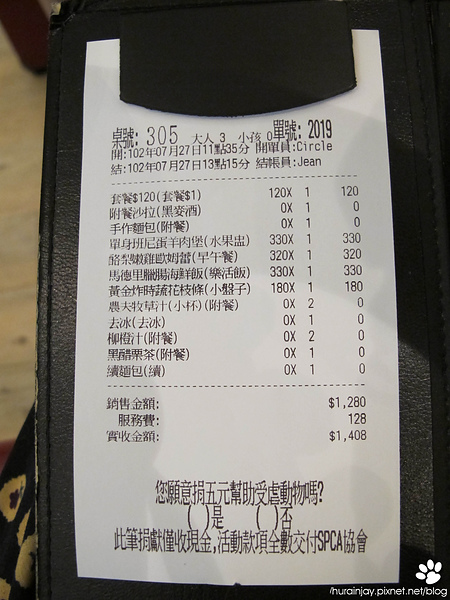 桌號: 305 大人 3 小孩 0 單號: 2019
開:102年07月27日11點35分 開單員:Circle
結:102年07月27日13點15分 結帳員:Jean
套餐$120(套餐$1) 120X 1 120
附餐沙拉(黑麥酒) 0X 1 0
手作麵包(附餐) 0X 1 0
單身班尼蛋羊肉堡(水果盅) 330X 1 330
酪梨嫩雞歐姆蕾(早午餐) 320X 1 320
馬德里臘腸海鮮飯(樂活飯) 330X 1 330
黃金炸時蔬花枝條(小盤子) 180X 1 180
農夫牧草汁(小杯)(附餐) 0X 2 0
去冰(去冰) 0X 1 0
柳橙汁(附餐) 0X 2 0
黑醋栗茶(附餐) 0X 1 0
續麵包(續) 0X 1 0
銷售金額: $1,280
服務費: 128
實收金額: $1,408
您願意捐五元幫助受虐動物嗎?
( )是 ( )否
此筆捐獻僅收現金,活動款項全數交付SPCA協會
/hurainjay.pixnet.net/blog